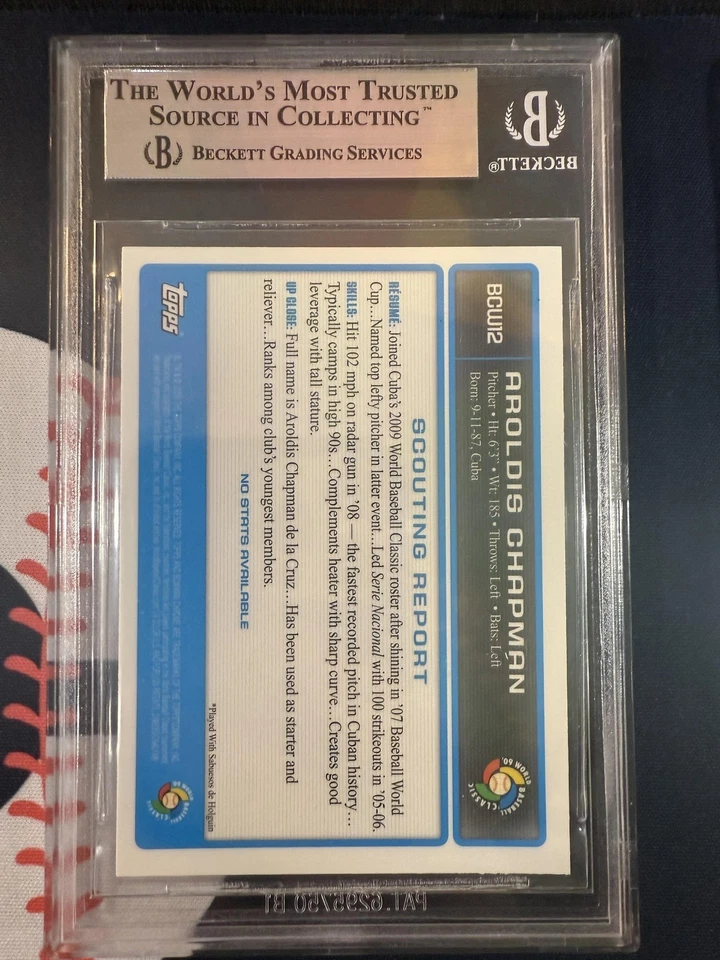 THE WORLD'S MOST TRUSTED
SOURCE IN COLLECTING™
B BECKETT GRADING SERVICES
B
BECKETT®
BCW12
AROLDIS CHAPMÁN
Pitcher • Ht: 6'3" • Wt: 185 • Throws: Left • Bats: Left
Born: 9-11-87, Cuba
'09 WORLD BASEBALL CLASSIC
SCOUTING REPORT
RÉSUMÉ: Joined Cuba's 2009 World Baseball Classic roster after shining in '07 Baseball World
Cup…Named top lefty pitcher in latter event…Led Serie Nacional with 100 strikeouts in '05-06.
SKILLS: Hit 102 mph on radar gun in '08 — the fastest recorded pitch in Cuban history…
Typically camps in high 90s…Complements heater with sharp curve…Creates good
leverage with tall stature.
UP CLOSE: Full name is Aroldis Chapman de la Cruz…Has been used as starter and
reliever…Ranks among club's youngest members.
NO STATS AVAILABLE
*Played With Sabuesos de Holguin
topps
PAT. 6295750 B1